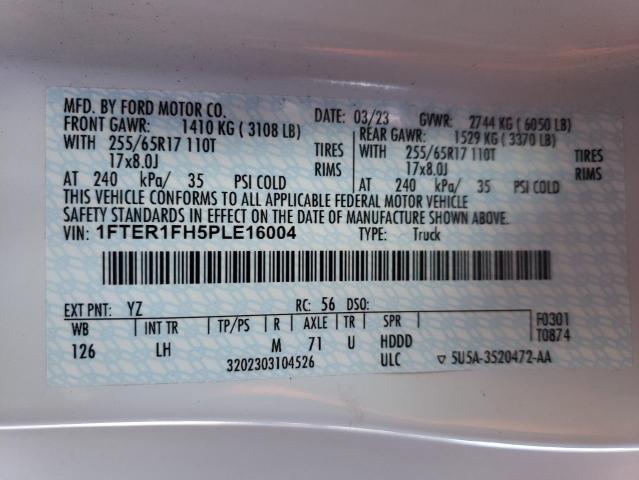 MFD. BY FORD MOTOR CO.
DATE: 03/23 GVWR: 2744 KG ( 6050 LB)
FRONT GAWR: 1410 KG ( 3108 LB) REAR GAWR: 1529 KG ( 3370 LB)
WITH 255/65R17 110T TIRES WITH 255/65R17 110T TIRES
17x8.0J RIMS 17x8.0J RIMS
AT 240 kPa/ 35 PSI COLD AT 240 kPa/ 35 PSI COLD
THIS VEHICLE CONFORMS TO ALL APPLICABLE FEDERAL MOTOR VEHICLE
SAFETY STANDARDS IN EFFECT ON THE DATE OF MANUFACTURE SHOWN ABOVE.
VIN: 1FTER1FH5PLE16004 TYPE: Truck
EXT PNT: YZ RC: 56 DSO: F0301
WB INT TR TP/PS R AXLE TR SPR T0874
126 LH M 71 U HDDD
3202303104526 ULC ▽ 5U5A-3520472-AA